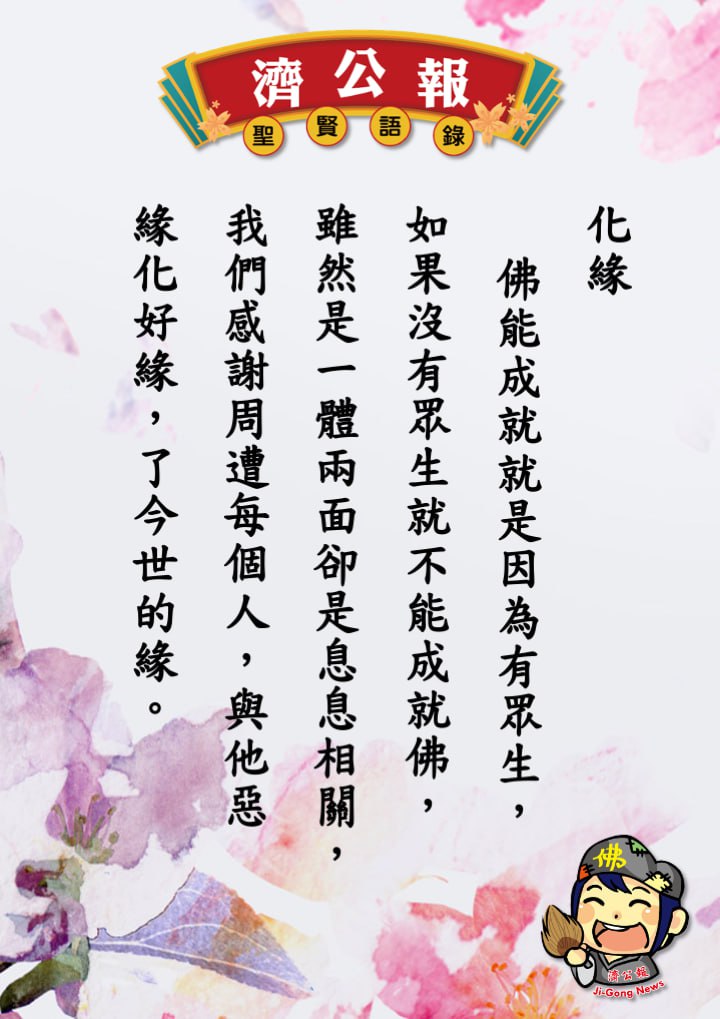 濟公報
聖賢語錄
化緣
佛能成就就是因為有眾生，
如果沒有眾生就不能成就佛，
雖然是一體兩面卻是息息相關，
我們感謝周遭每個人，與他惡
緣化好緣，了今世的緣。
佛
濟公報
Ji-Gong News